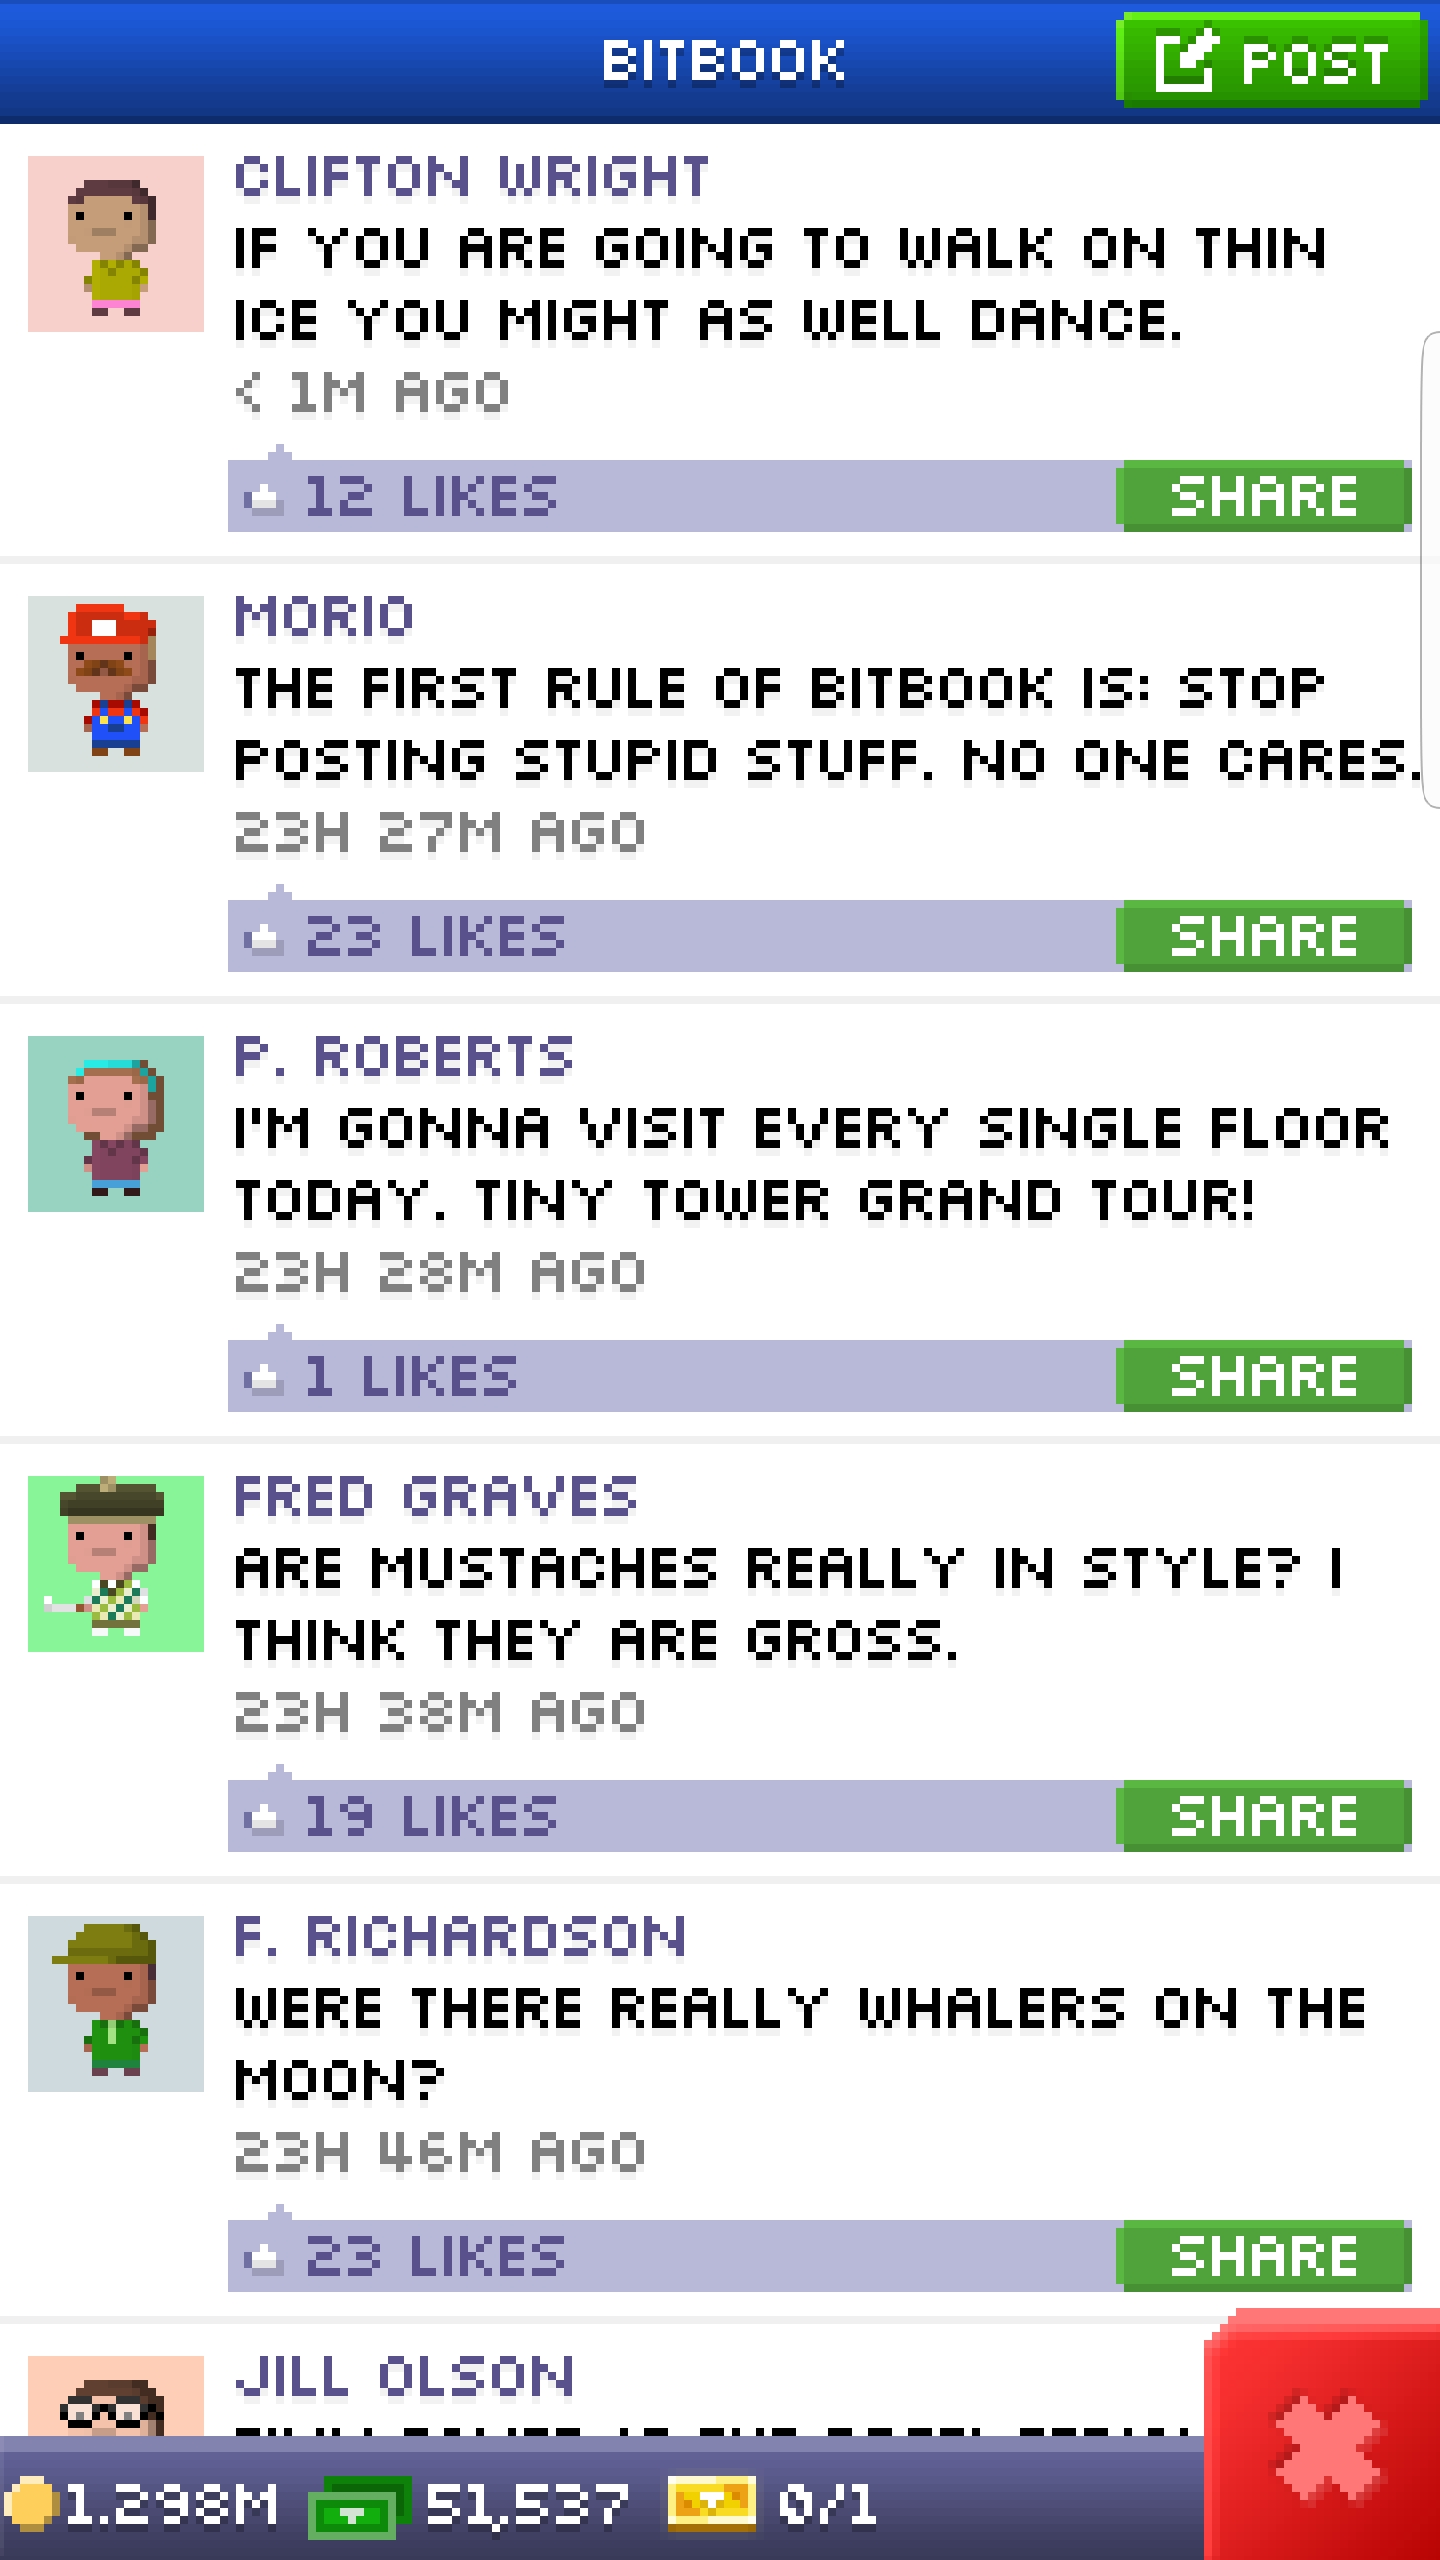 BITBOOK
POST
CLIFTON WRIGHT
IF YOU ARE GOING TO WALK ON THIN
ICE YOU MIGHT AS WELL DANCE.
< 1M AGO
12 LIKES
SHARE
MORIO
THE FIRST RULE OF BITBOOK IS: STOP
POSTING STUPID STUFF. NO ONE CARES.
23H 27M AGO
23 LIKES
SHARE
P. ROBERTS
I'M GONNA VISIT EVERY SINGLE FLOOR
TODAY. TINY TOWER GRAND TOUR!
23H 28M AGO
1 LIKES
SHARE
FRED GRAVES
ARE MUSTACHES REALLY IN STYLE? I
THINK THEY ARE GROSS.
23H 38M AGO
19 LIKES
SHARE
F. RICHARDSON
WERE THERE REALLY WHALERS ON THE
MOON?
23H 46M AGO
23 LIKES
SHARE
JILL OLSON
1.298M 51,537 0/1